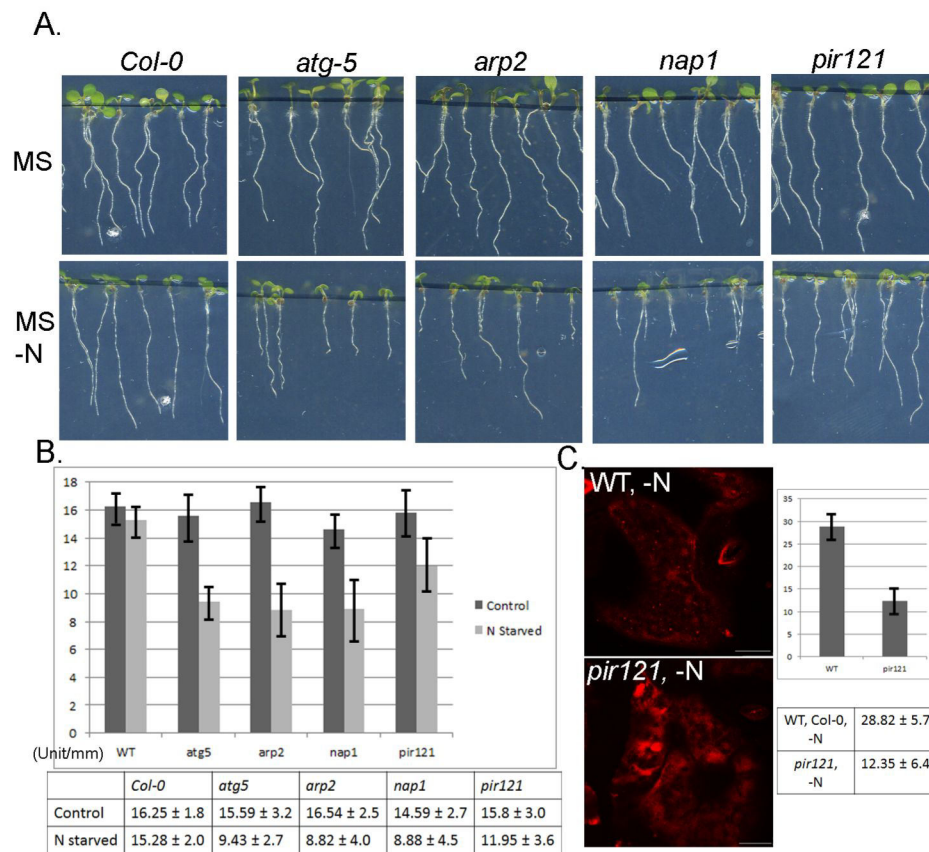 A.
Col-0 atg-5 arp2 nap1 pir121
MS
MS
-N
B.
18
16
14
12
10
8
6
4
2
0
(Unit/mm)
WT atg5 arp2 nap1 pir121
Control
N Starved
Col-0 atg5 arp2 nap1 pir121
Control 16.25 ± 1.8 15.59 ± 3.2 16.54 ± 2.5 14.59 ± 2.7 15.8 ± 3.0
N starved 15.28 ± 2.0 9.43 ± 2.7 8.82 ± 4.0 8.88 ± 4.5 11.95 ± 3.6
C.
WT, -N
pir121, -N
35
30
25
20
15
10
5
0
WT pir121
WT, Col-0, 28.82 ± 5.7
-N
pir121, 12.35 ± 6.4
-N